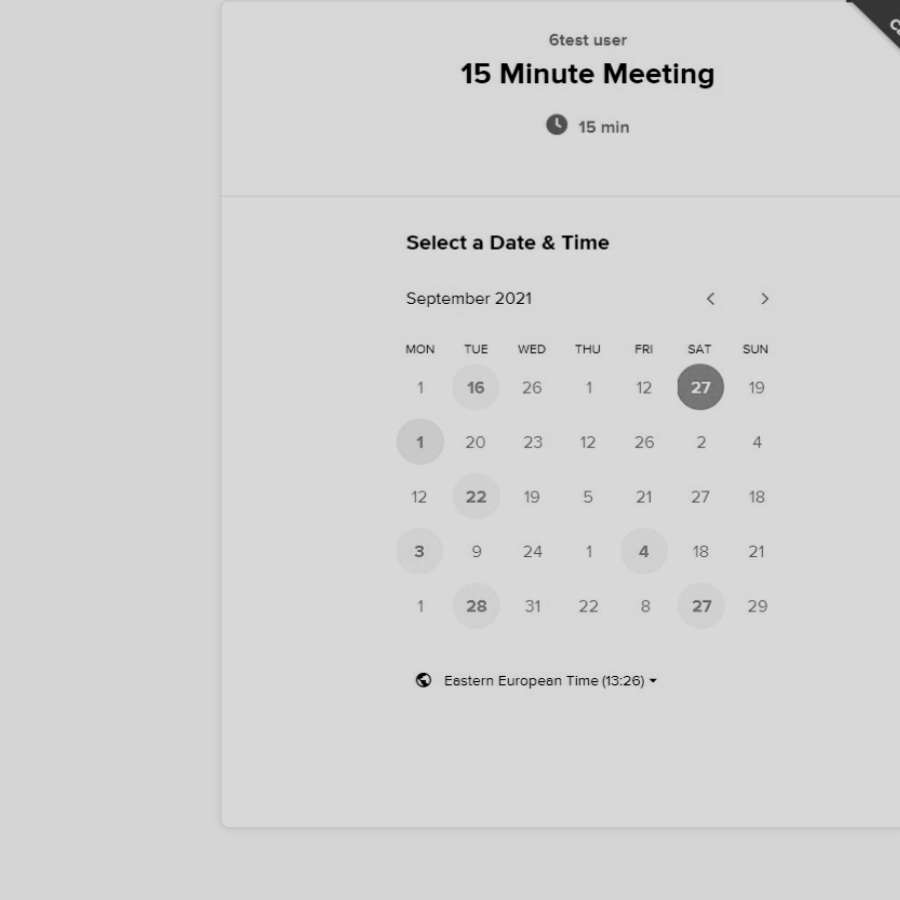 6test user
15 Minute Meeting
15 min
Select a Date & Time
September 2021
MON TUE WED THU FRI SAT SUN
1 16 26 1 12 27 19
1 20 23 12 26 2 4
12 22 19 5 21 27 18
3 9 24 1 4 18 21
1 28 31 22 8 27 29
Eastern European Time (13:26)